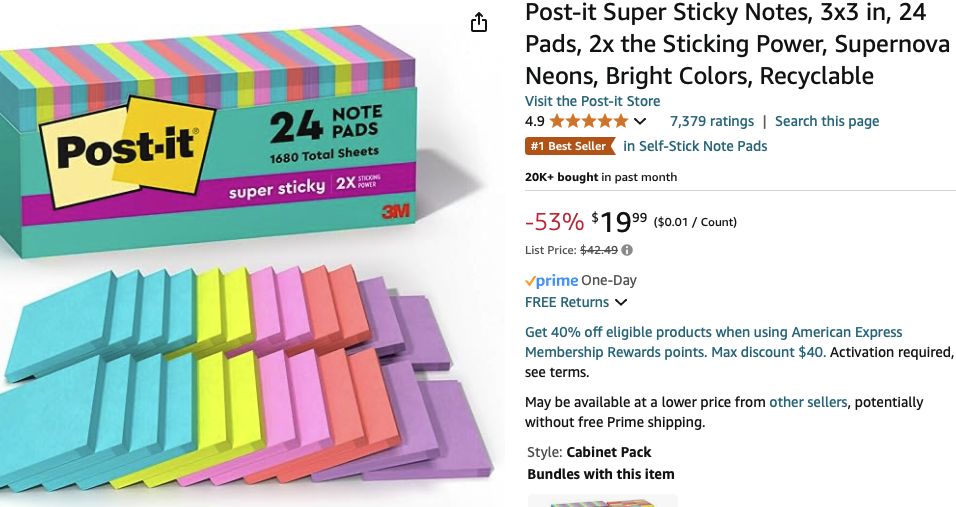 Post-it®
24 NOTE
PADS
1680 Total Sheets
super sticky | 2X STICKING
POWER
3M
Post-it Super Sticky Notes, 3x3 in, 24
Pads, 2x the Sticking Power, Supernova
Neons, Bright Colors, Recyclable
Visit the Post-it Store
4.9 7,379 ratings | Search this page
#1 Best Seller in Self-Stick Note Pads
20K+ bought in past month
-53% $19 99 ($0.01 / Count)
List Price: $42.49
prime One-Day
FREE Returns
Get 40% off eligible products when using American Express
Membership Rewards points. Max discount $40. Activation required,
see terms.
May be available at a lower price from other sellers, potentially
without free Prime shipping.
Style: Cabinet Pack
Bundles with this item